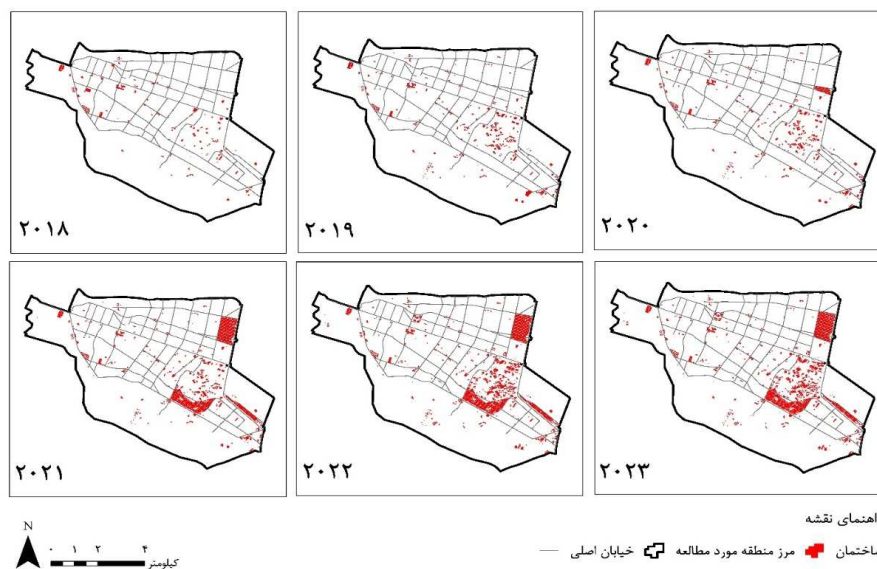 ۲۰۱۸
۲۰۱۹
۲۰۲۰
۲۰۲۱
۲۰۲۲
۲۰۲۳
اهنمای نقشه
اختمان مرز منطقه مورد مطالعه خیابان اصلی
N
۰ ۱ ۲ ۴
کیلومتر